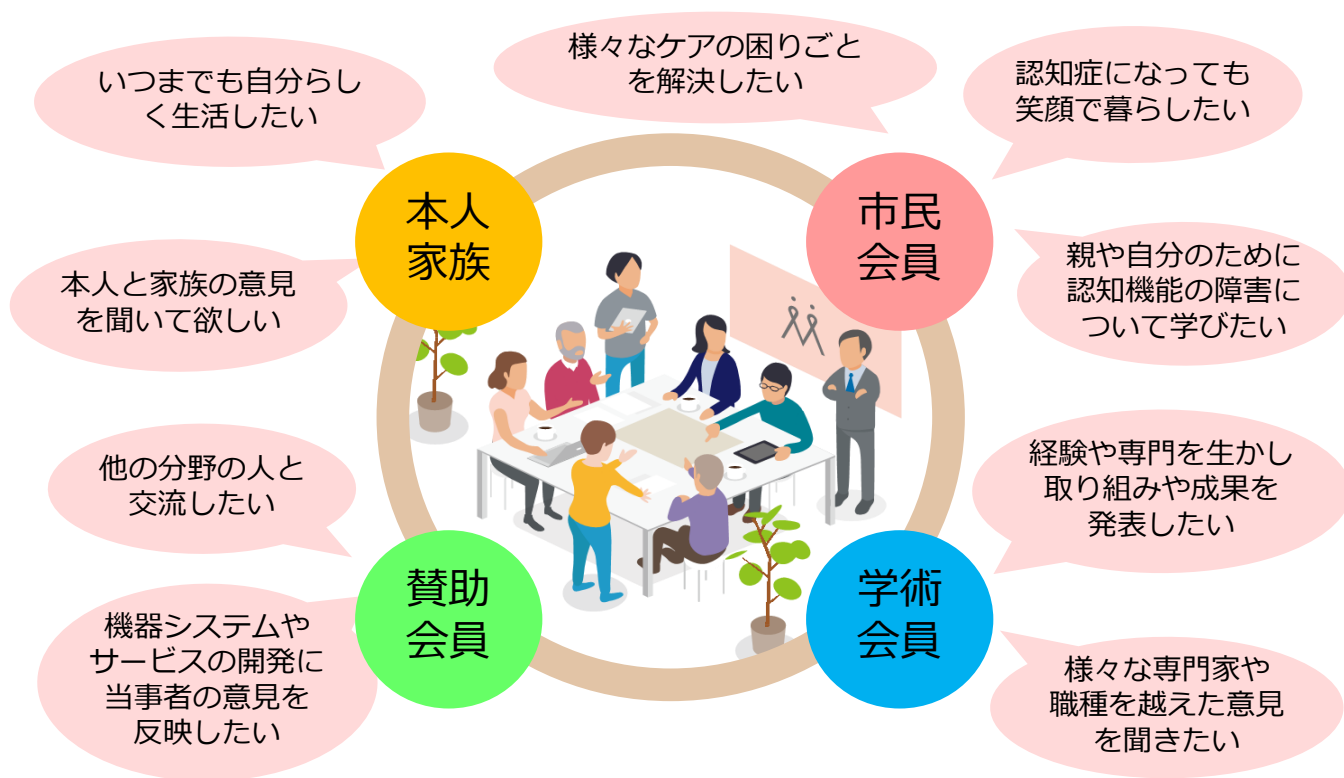 いつまでも自分らし
く生活したい
様々なケアの困りごと
を解決したい
認知症になっても
笑顔で暮らしたい
本人
家族
市民
会員
本人と家族の意見
を聞いて欲しい
親や自分のために
認知機能の障害に
ついて学びたい
他の分野の人と
交流したい
経験や専門を生かし
取り組みや成果を
発表したい
賛助
会員
学術
会員
機器システムや
サービスの開発に
当事者の意見を
反映したい
様々な専門家や
職種を越えた意見
を聞きたい